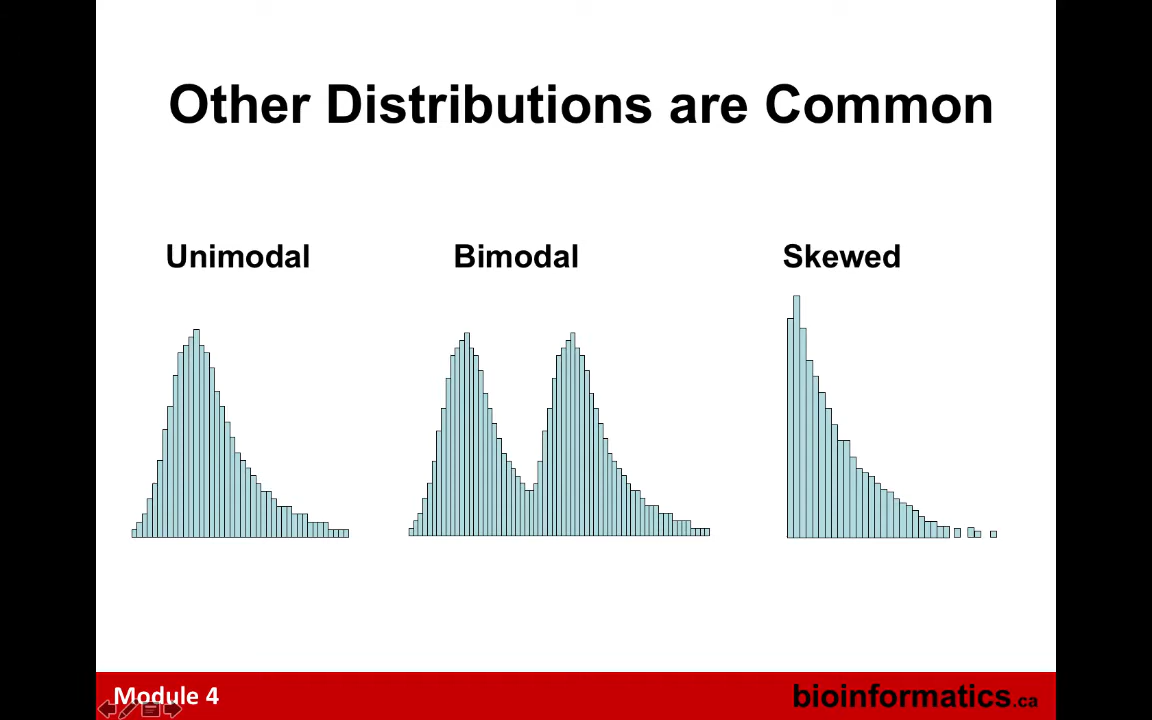 Other Distributions are Common
Unimodal
Bimodal
Skewed
Module 4
bioinformatics.ca